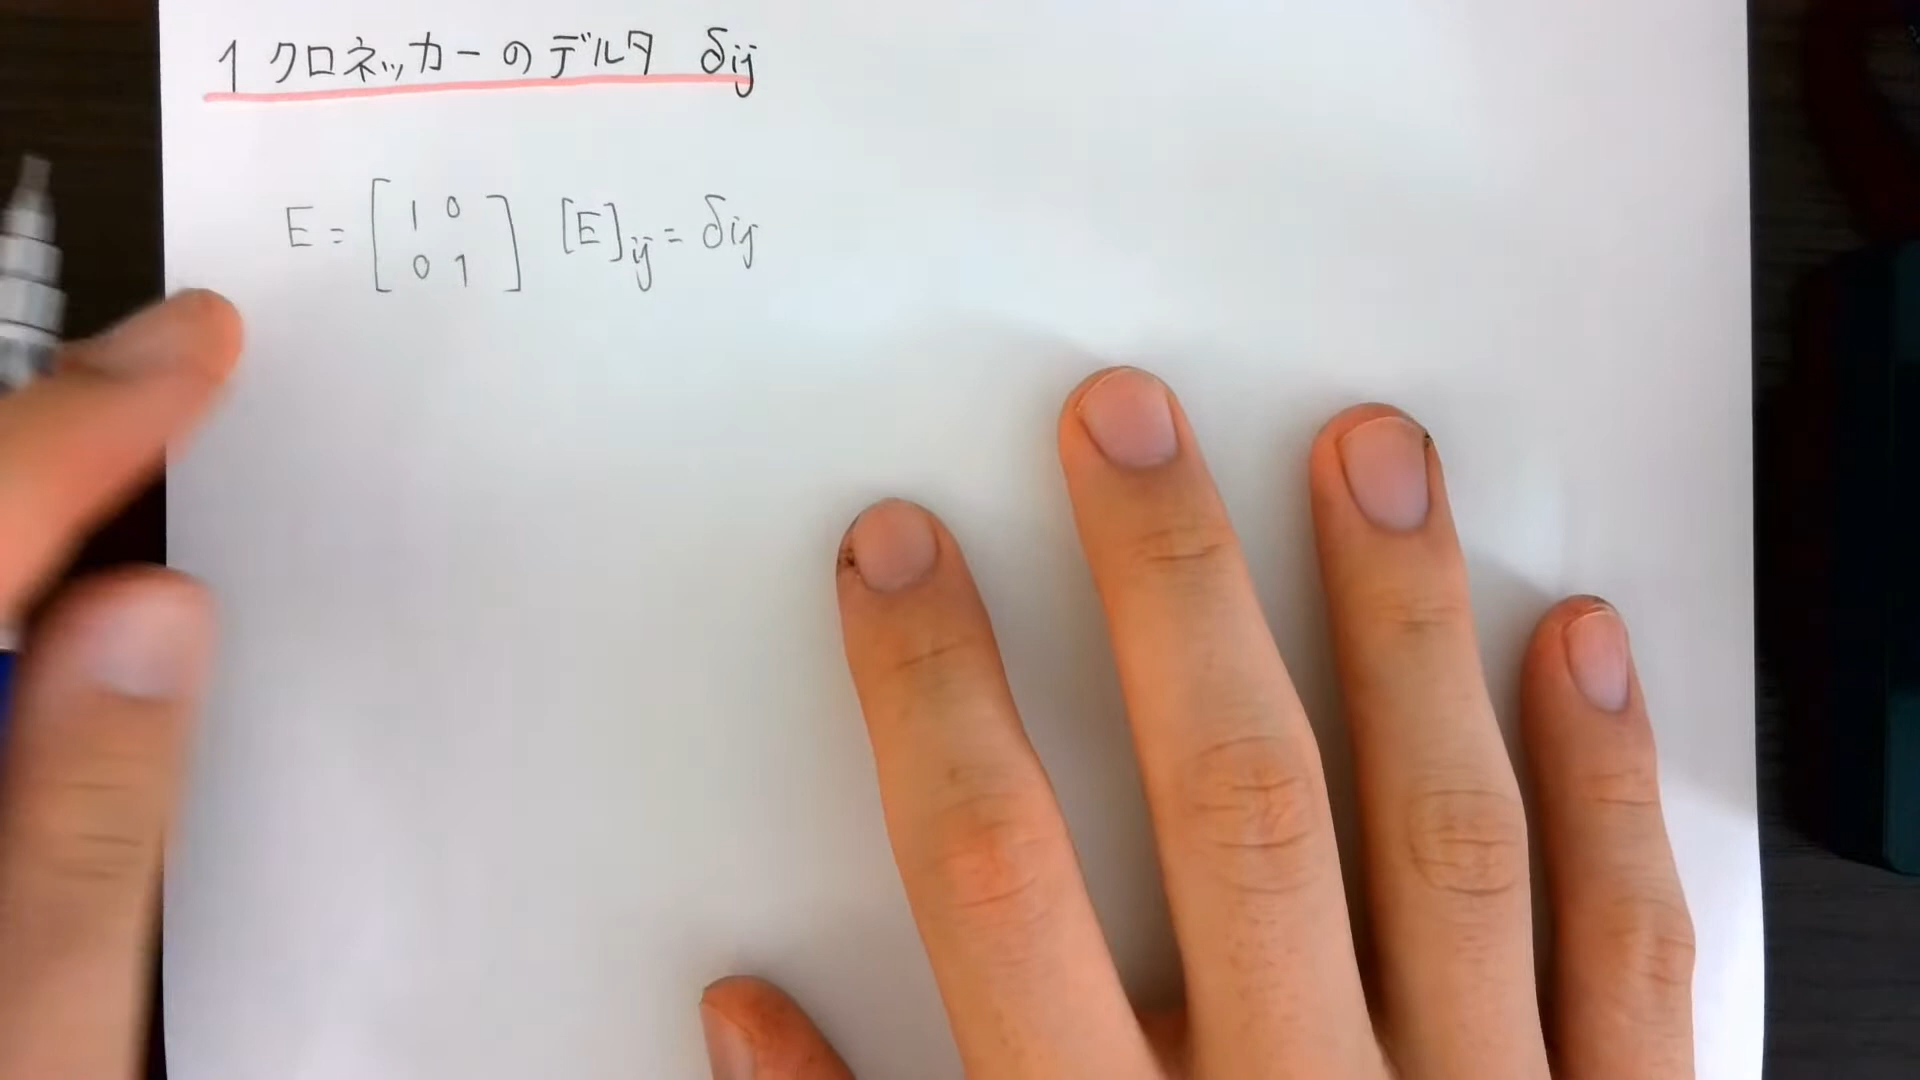 1 クロネッカーのデルタ δij
E = [1 0 0 1] [E]ij = δij